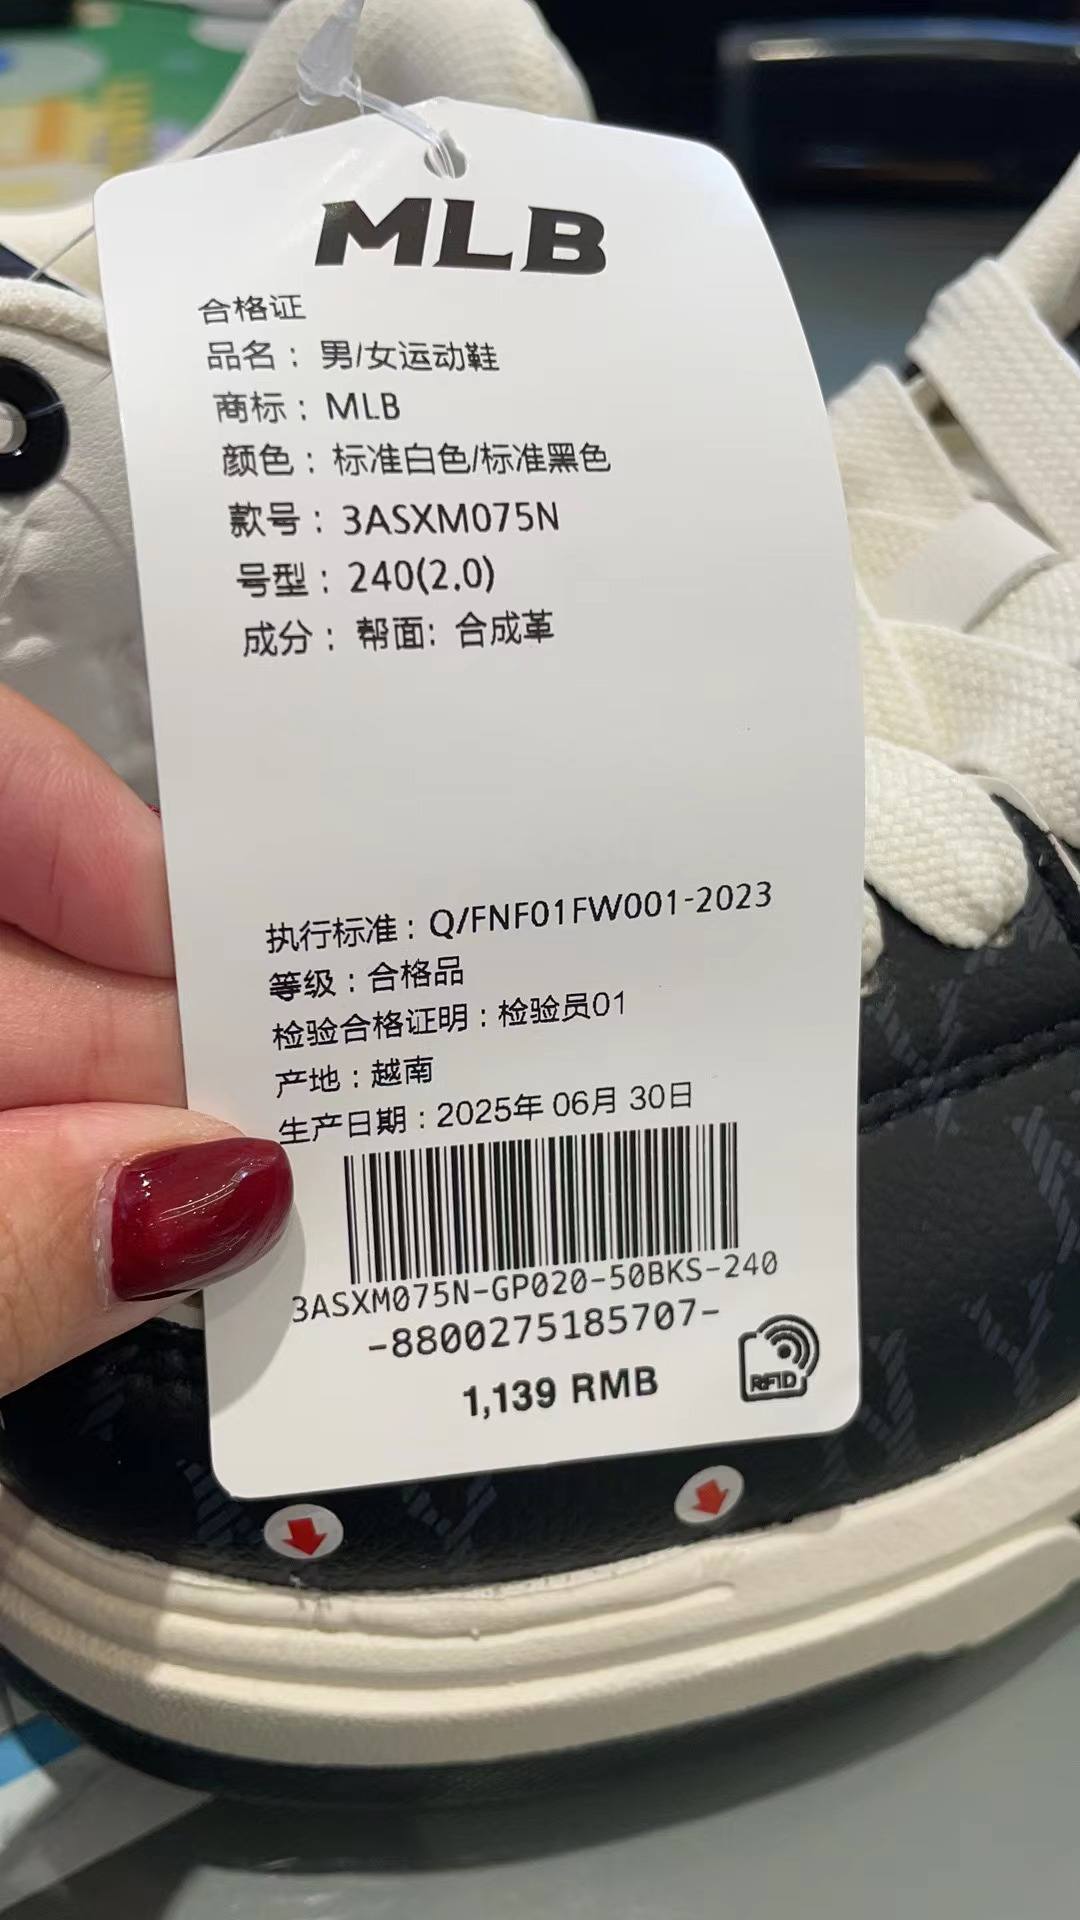 MLB
合格证
品名： 男/女运动鞋
商标： MLB
颜色： 标准白色/标准黑色
款号： 3ASXM075N
号型： 240(2.0)
成分： 帮面: 合成革
执行标准：Q/FNF01FW001-2023
等级：合格品
检验合格证明：检验员01
产地：越南
生产日期：2025年 06月 30日
3ASXM075N-GP020-50BKS-240
-8800275185707-
1,139 RMB
RFID